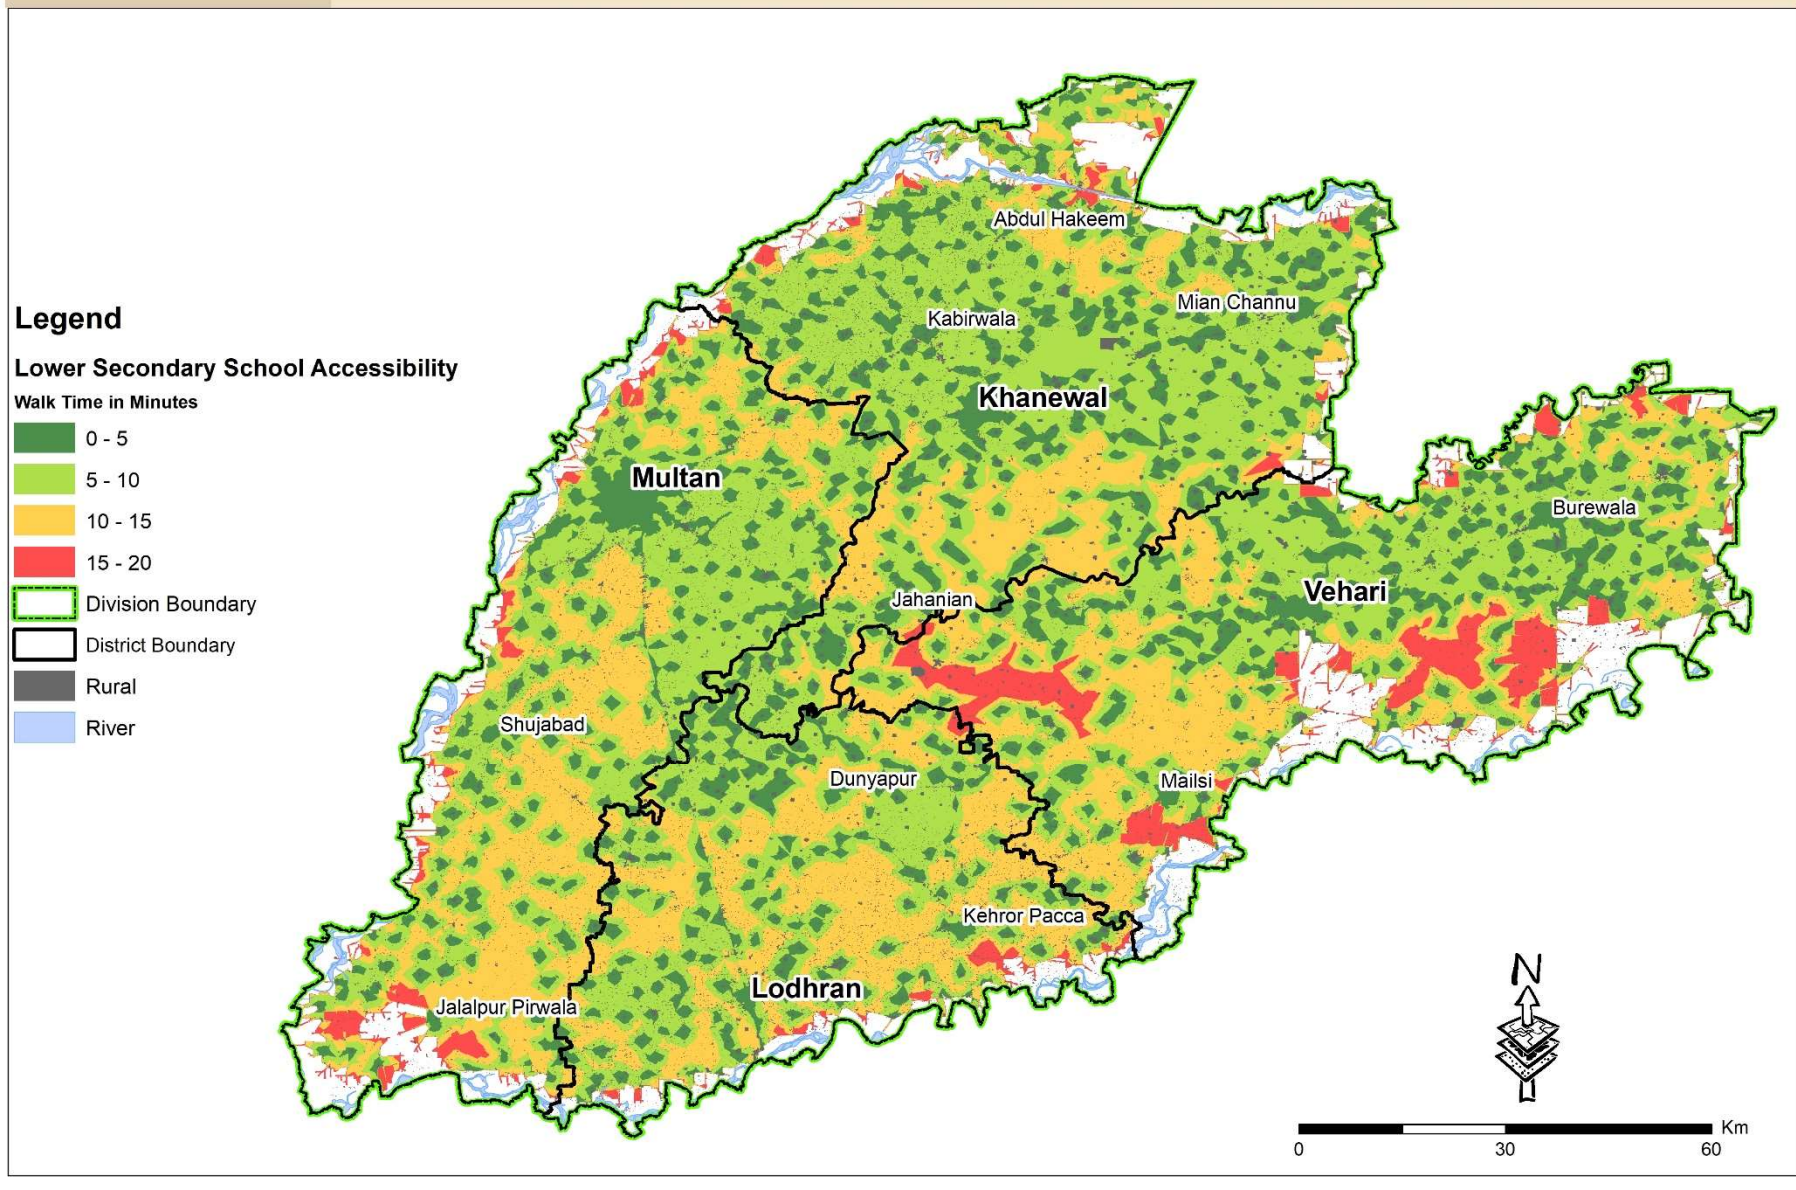 Abdul Hakeem
Mian Channu
Kabirwala
Khanewal
Multan
Burewala
Vehari
Jahanian
Shujabad
Dunyapur
Mailsi
Kehror Pacca
Lodhran
Jalalpur Pirwala
Legend
Lower Secondary School Accessibility
Walk Time in Minutes
0 - 5
5 - 10
10 - 15
15 - 20
Division Boundary
District Boundary
Rural
River
N
Km
0 30 60